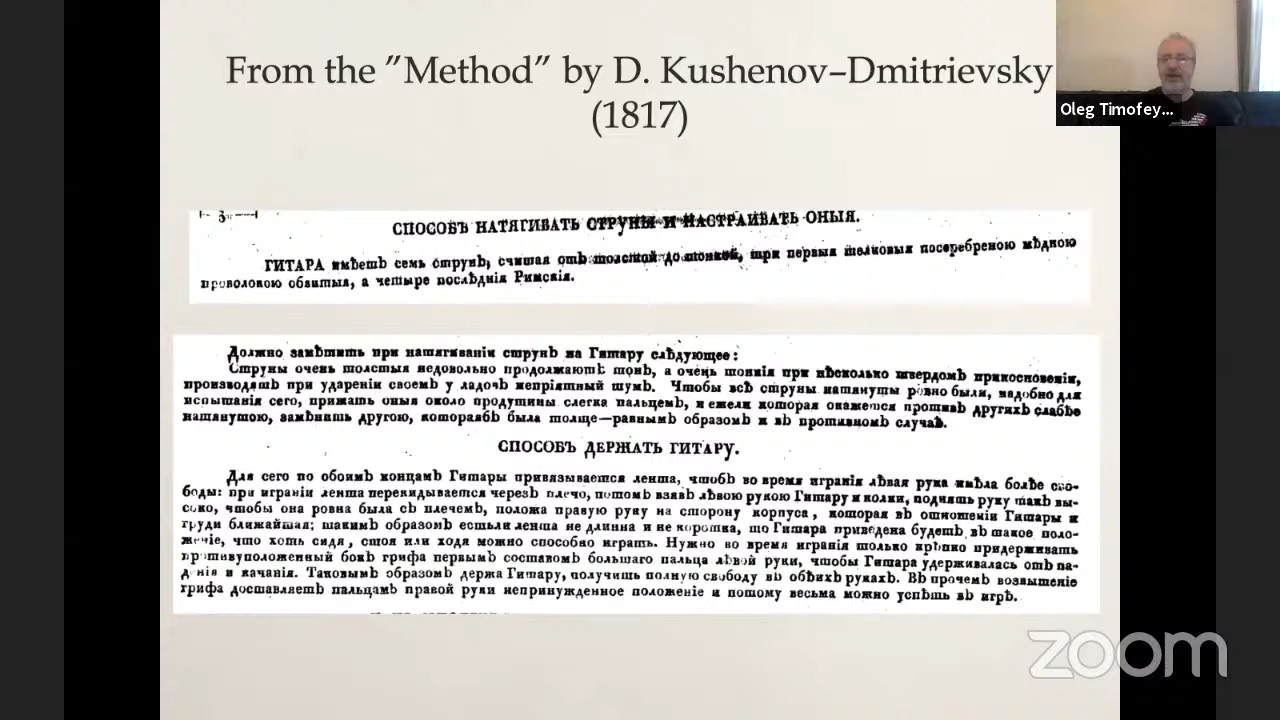 From the ”Method” by D. Kushenov–Dmitrievsky
(1817)
Oleg Timofey...
СПОСОБЪ НАТЯГИВАТЬ СТРУНЫ И НАСТРАИВАТЬ ОНЫЯ.
ГИТАРА имѣетъ семь струнъ, считая отъ толстой до тонкой, три первыя шелковыя посеребреною мѣдною
проволокою обвитыя, а четыре послѣднія Римскія.
Должно замѣтить при натягиваніи струнъ на Гитару слѣдующее:
Струны очень толстыя недовольно продолжаютъ тонъ, а очень тонкія при нѣсколько твердомъ прикосновеніи,
производятъ при удареніи своемъ у ладочь непріятный шумъ. Чтобы всѣ струны натянуты ровно были, надобно для
испытанія сего, прижать оныя около продутины слегка пальцемъ, и ежели которая окажется противъ другихъ слабѣе
натянутою, замѣнить другою, котораябъ была толще—равнымъ образомъ и въ противномъ случаѣ.
СПОСОБЪ ДЕРЖАТЬ ГИТАРУ.
Для сего по обоимъ концамъ Гитары привязывается лента, чтобъ во время игранія лѣвая рука имѣла болѣе сво-
боды: при играніи лента перекидывается черезъ плечо, потомъ взявъ лѣвою рукою Гитару и колки, поднять руку такъ вы-
соко, чтобы она ровна была съ плечемъ, положа правую руку на сторону корпуса, которая въ отношеніи Гитары къ
груди ближайшая; такимъ образомъ естьли лента не длинна и не коротка, то Гитара приведена будетъ въ такое поло-
женіе, что хоть сидя, стоя или ходя можно способно играть. Нужно во время игранія только крѣпко придерживать
противуположенный бокъ грифа первымъ составомъ большаго пальца лѣвой руки, чтобы Гитара удерживалась отъ па-
денія и качанія. Таковымъ образомъ держа Гитару, получишь полную свободу въ обѣихъ рукахъ. Въ прочемъ возвышеніе
грифа доставляетъ пальцамъ правой руки непринужденное положеніе и потому весьма можно успѣть въ игрѣ.
zoom